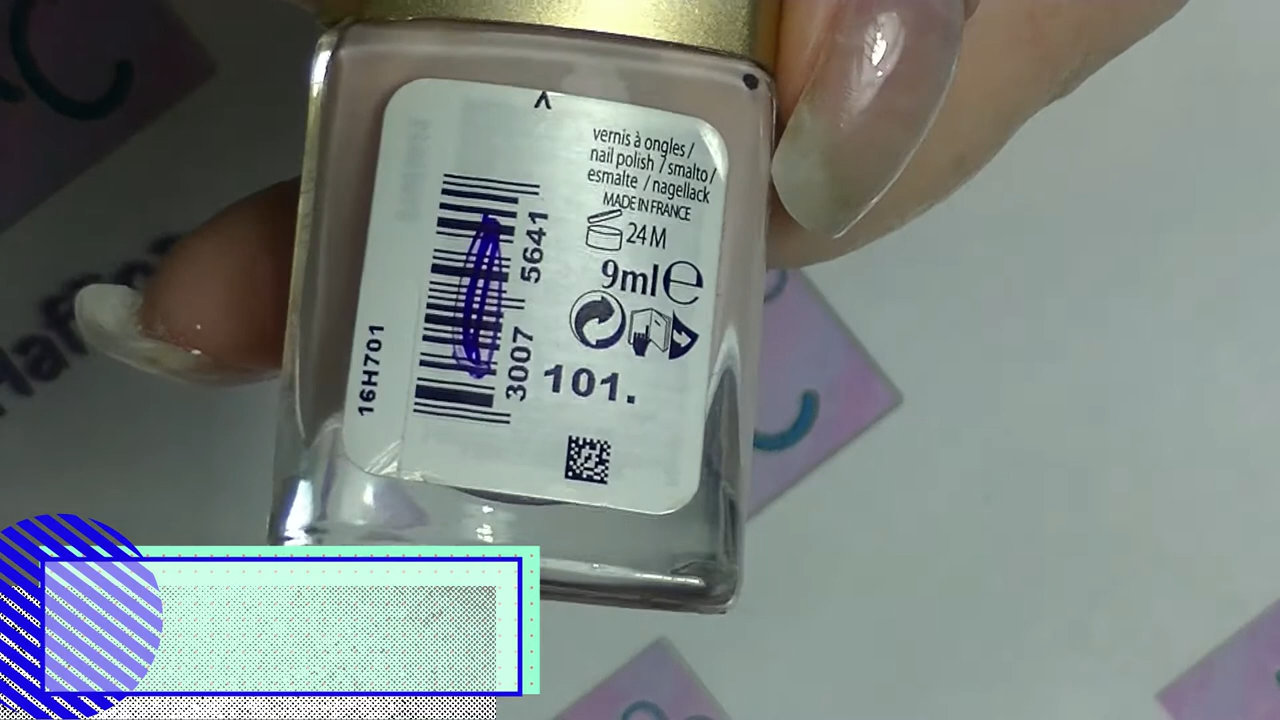 vernis à ongles /
nail polish / smalto /
esmalte / nagellack
MADE IN FRANCE
24 M
9ml e
101.
3007 5641
16H701